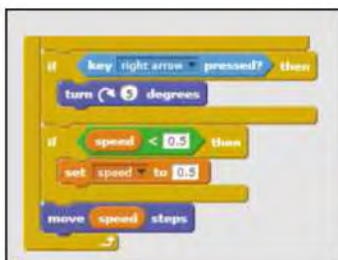 if key right arrow pressed? then
turn 5 degrees
if speed < 0.5 then
set speed to 0.5
move speed steps